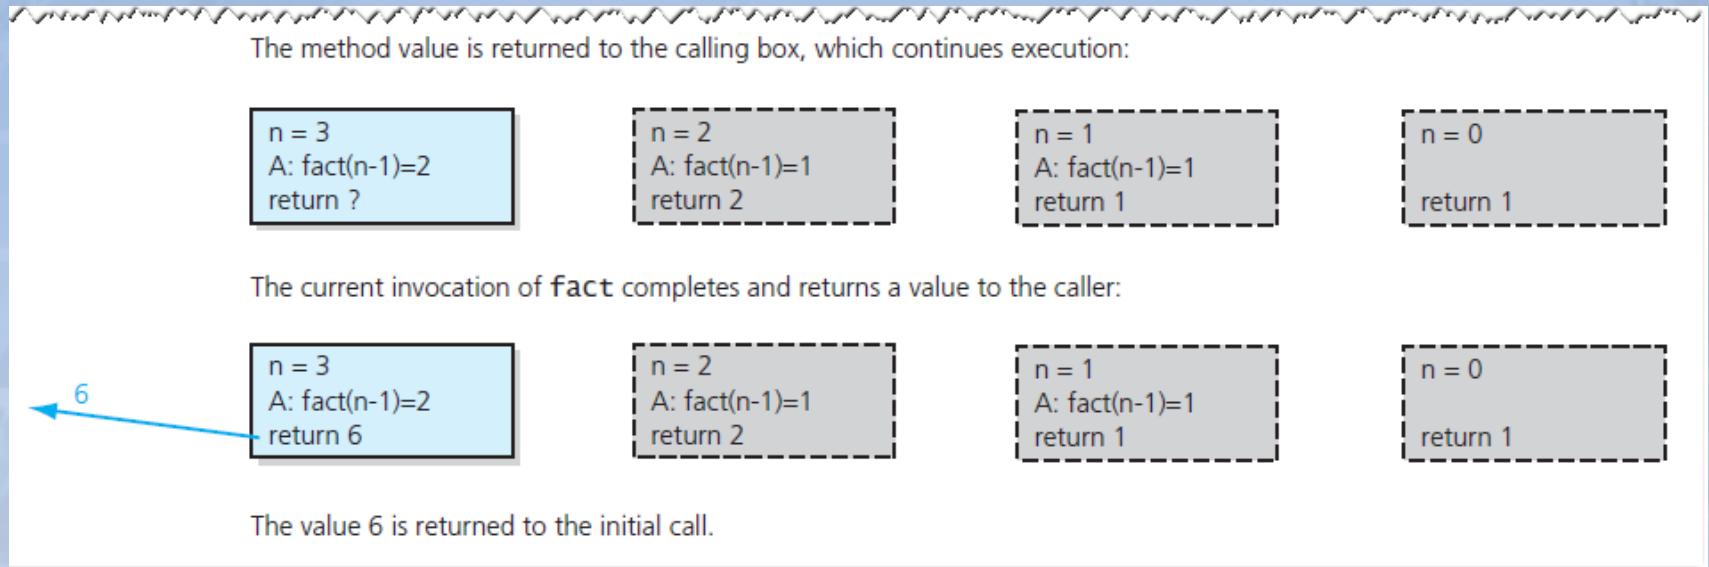 The method value is returned to the calling box, which continues execution:
n = 3
A: fact(n-1)=2
return ?
n = 2
A: fact(n-1)=1
return 2
n = 1
A: fact(n-1)=1
return 1
n = 0
return 1
The current invocation of fact completes and returns a value to the caller:
6
n = 3
A: fact(n-1)=2
return 6
n = 2
A: fact(n-1)=1
return 2
n = 1
A: fact(n-1)=1
return 1
n = 0
return 1
The value 6 is returned to the initial call.